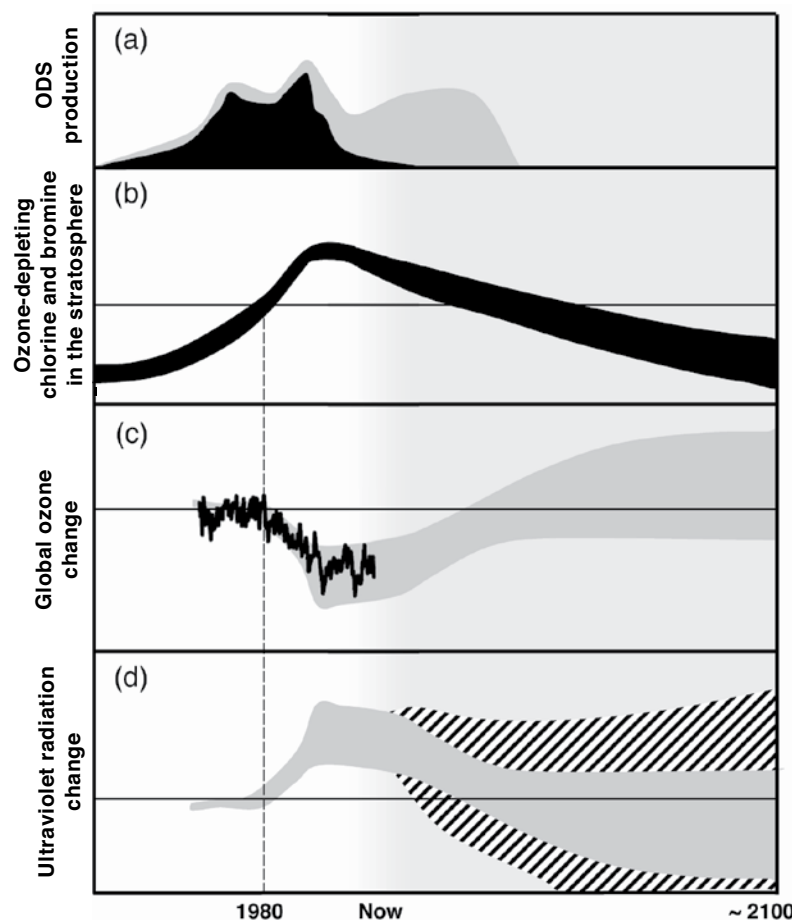 (a)
ODS
production
(b)
Ozone-depleting
chlorine and bromine
in the stratosphere
(c)
Global ozone
change
(d)
Ultraviolet radiation
change
1980
Now
~ 2100